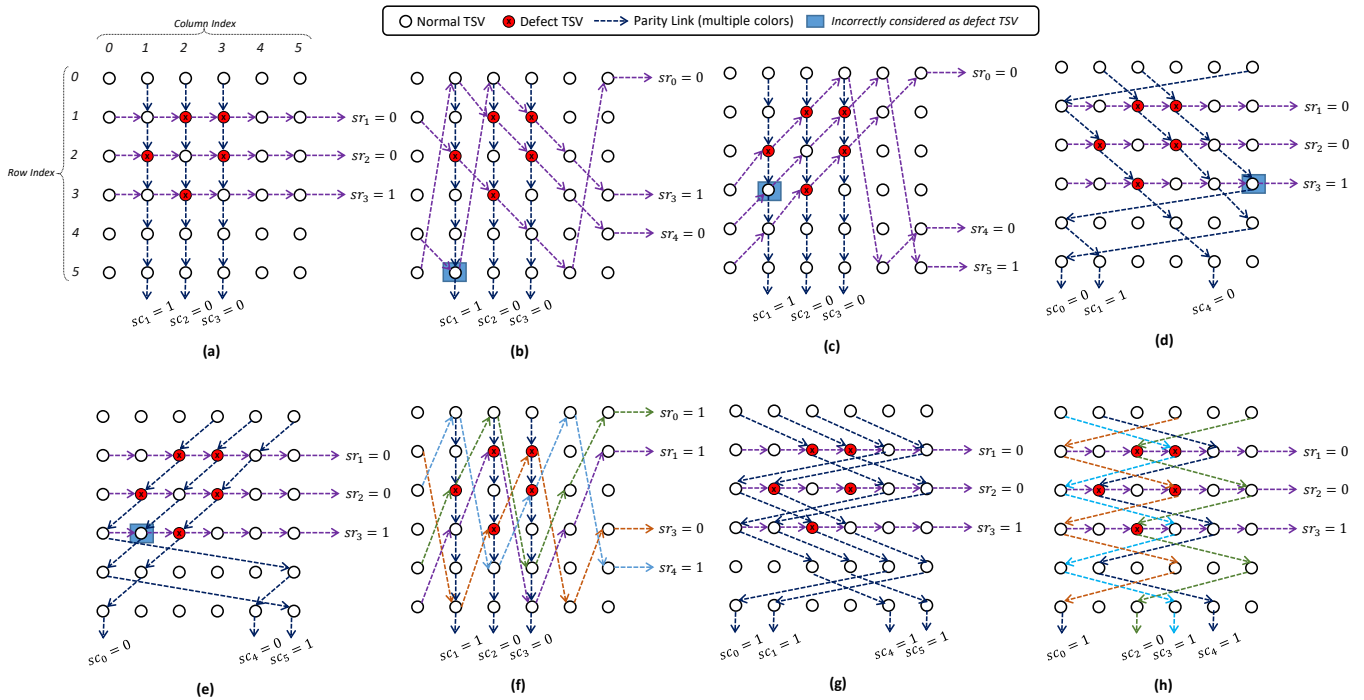 Column Index
0 1 2 3 4 5
Normal TSV Defect TSV Parity Link (multiple colors) Incorrectly considered as defect TSV
Row Index
0
1
2
3
4
5
x x
x x
x
sr₁ = 0
sr₂ = 0
sr₃ = 1
sc₁ = 1 sc₂ = 0 sc₃ = 0
(a)
x x
x x
x
sr₀ = 0
sr₃ = 1
sr₄ = 0
sc₁ = 1 sc₂ = 0 sc₃ = 0
(b)
x x
x x
x
sr₀ = 0
sr₄ = 0
sr₅ = 1
sc₁ = 1 sc₂ = 0 sc₃ = 0
(c)
x x
x x
x
sr₁ = 0
sr₂ = 0
sr₃ = 1
sc₀ = 0 sc₁ = 1 sc₄ = 0
(d)
x x
x x
x
sr₁ = 0
sr₂ = 0
sr₃ = 1
sc₀ = 0 sc₄ = 0 sc₅ = 1
(e)
x x
x x
x
sr₀ = 1
sr₁ = 1
sr₃ = 0
sr₄ = 1
sc₁ = 1 sc₂ = 0 sc₃ = 0
(f)
x x
x x
x
sr₁ = 0
sr₂ = 0
sr₃ = 1
sc₀ = 1 sc₁ = 1 sc₄ = 1 sc₅ = 1
(g)
x x
x x
x
sr₁ = 0
sr₂ = 0
sr₃ = 1
sc₀ = 1 sc₂ = 0 sc₃ = 1 sc₄ = 1
(h)